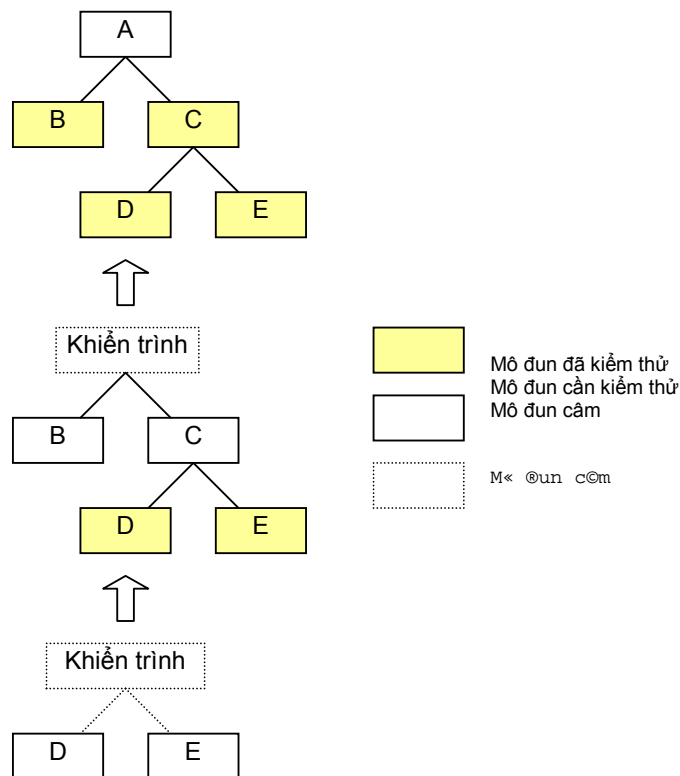 A
B C
D E
Khiển trình
B C
D E
Khiển trình
D E
Mô đun đã kiểm thử
Mô đun cần kiểm thử
Mô đun câm
M« ®un c©m